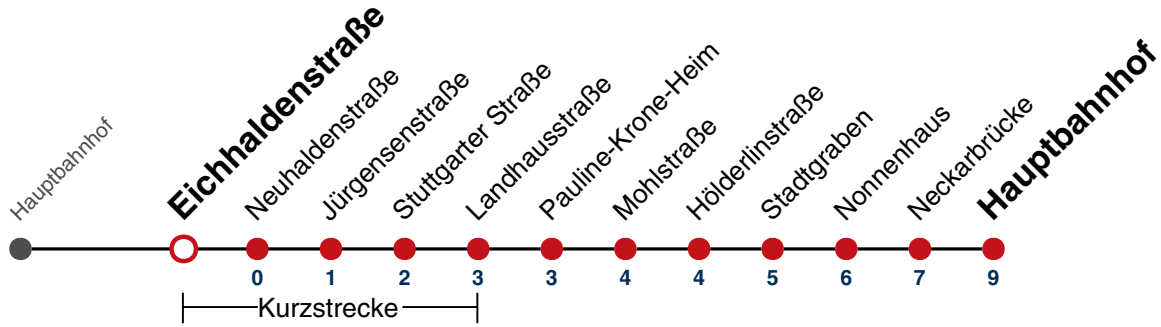 Hauptbahnhof
Eichhaldenstraße
Neuhaldenstraße
Jürgensenstraße
Stuttgarter Straße
Landhausstraße
Pauline-Krone-Heim
Mohlstraße
Hölderlinstraße
Stadtgraben
Nonnenhaus
Neckarbrücke
Hauptbahnhof
0 1 2 3 3 4 4 5 6 7 9
Kurzstrecke